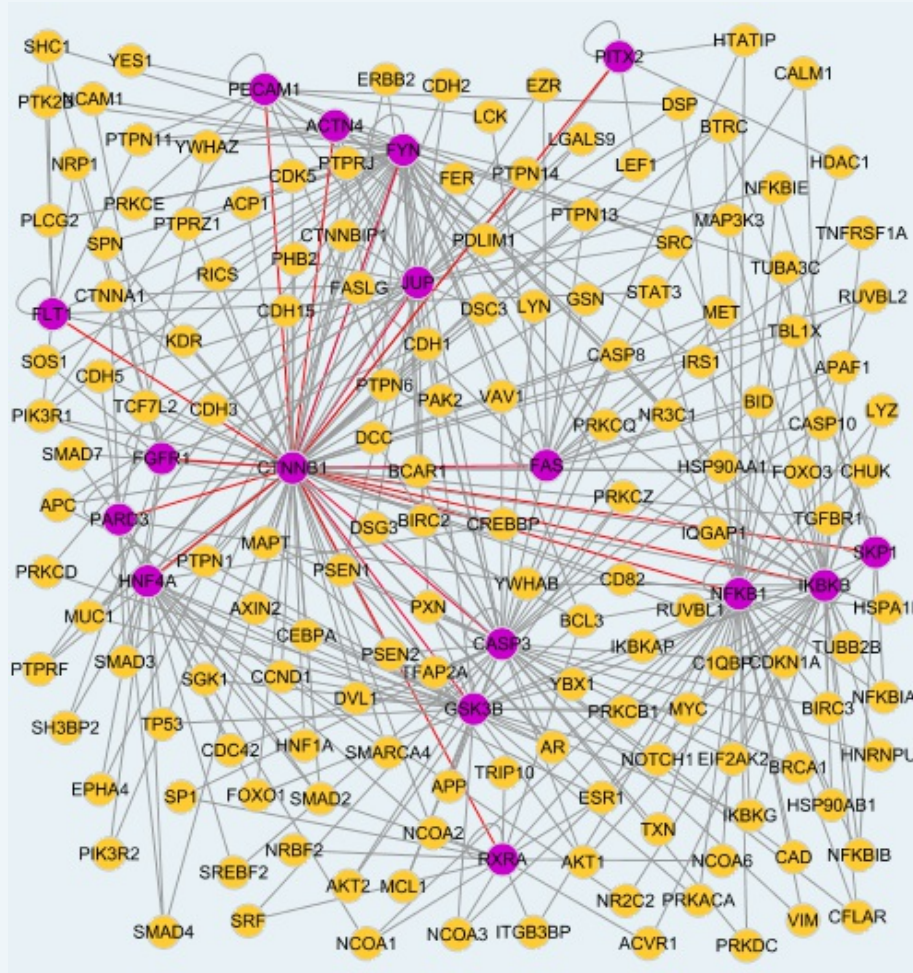 SHC1
YES1
PITX2
HTATIP
CALM1
PTK2B
NCAM1
PECAM1
ERBB2
CDH2
EZR
DSP
LCK
BTRC
PTPN11
YWHAZ
ACTN4
FYN
LGALS9
LEF1
HDAC1
NRP1
CDK5
PTPRJ
FER
PTPN14
NFKBIE
PLCG2
PRKCE
ACP1
PTPRZ1
PTPN13
MAP3K3
TNFRSF1A
SPN
CTNNBIP1
PDLIM1
SRC
RICS
PHB2
TUBA3C
CTNNA1
FASLG
JUP
STAT3
RUVBL2
FLT1
CDH15
DSC3
LYN
GSN
MET
TBL1X
SOS1
KDR
CDH1
CASP8
IRS1
APAF1
CDH5
PTPN6
PIK3R1
TCF7L2
CDH3
PAK2
VAV1
NR3C1
BID
LYZ
PRKCQ
CASP10
SMAD7
DCC
FGFR1
CTNNB1
BCAR1
FAS
HSP90AA1
FOXO3
CHUK
APC
PRKCZ
PARD3
DSG3
BIRC2
CREBBP
IQGAP1
TGFBR1
MAPT
SKP1
PRKCD
PTPN1
PSEN1
HNF4A
YWHAB
CD82
NFKB1
IKBKB
MUC1
AXIN2
PXN
BCL3
RUVBL1
CEBPA
CASP3
IKBKAP
TUBB2B
PTPRF
SMAD3
PSEN2
TFAP2A
C1QBP
CDKN1A
SGK1
CCND1
YBX1
NFKBIA
DVL1
GSK3B
PRKCB1
MYC
BIRC3
SH3BP2
TP53
CDC42
HNF1A
SMARCA4
AR
NOTCH1
EIF2AK2
HNRNPU
BRCA1
EPHA4
SP1
FOXO1
SMAD2
APP
TRIP10
ESR1
HSP90AB1
IKBKG
TXN
NCOA2
PIK3R2
NRBF2
RXRA
AKT1
NCOA6
CAD
NFKBIB
SREBF2
AKT2
MCL1
NR2C2
PRKACA
SRF
VIM
CFLAR
SMAD4
NCOA1
NCOA3
ITGB3BP
ACVR1
PRKDC